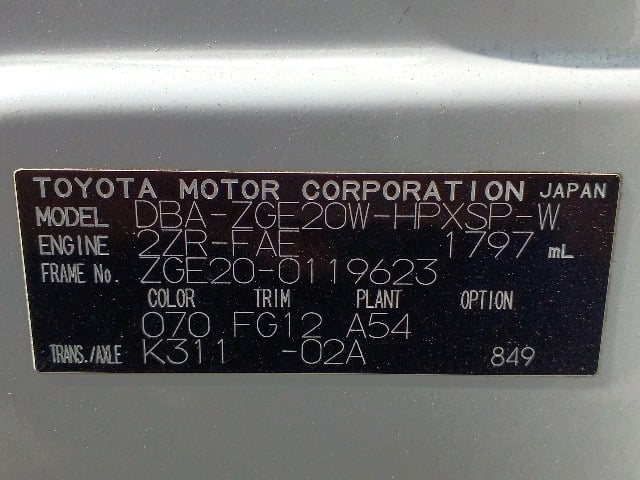 TOYOTA MOTOR CORPORATION JAPAN
MODEL DBA-ZGE20W-HPXSP-W
ENGINE 2ZR-FAE 1797 mL
FRAME No. ZGE20-0119623
COLOR TRIM PLANT OPTION
070 FG12 A54
TRANS./AXLE K311 -02A 849